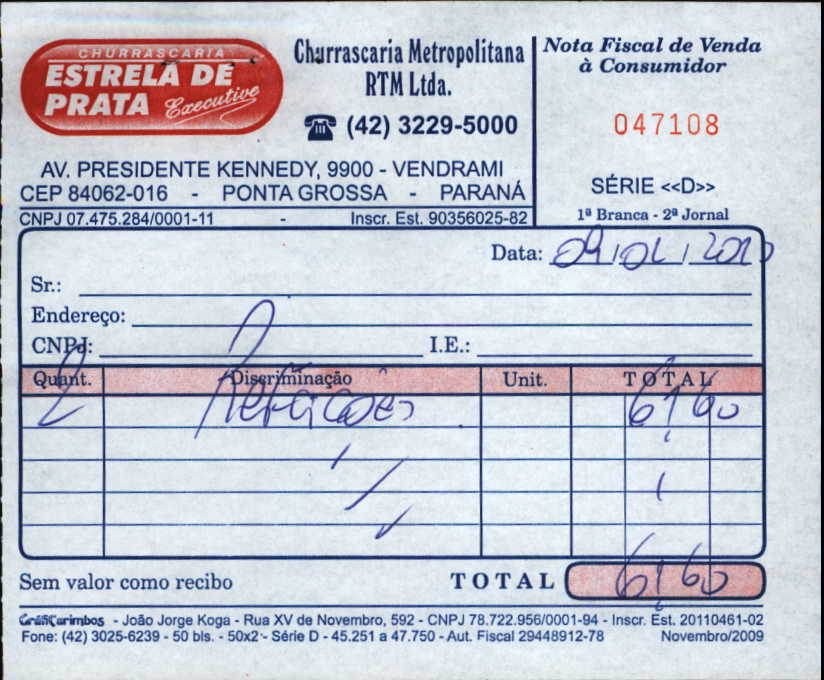 CHURRASCARIA
ESTRELA DE
PRATA Executive
Churrascaria Metropolitana
RTM Ltda.
(42) 3229-5000
AV. PRESIDENTE KENNEDY, 9900 - VENDRAMI
CEP 84062-016 - PONTA GROSSA - PARANÁ
CNPJ 07.475.284/0001-11 - Inscr. Est. 90356025-82
Nota Fiscal de Venda
à Consumidor
047108
SÉRIE <<D>>
1ª Branca - 2ª Jornal
Data: 09 / 02 / 2010
Sr.:
Endereço:
CNPJ: I.E.:
Quant. Discriminação Unit. TOTAL
2 Refeições 61,60
Sem valor como recibo TOTAL 61,60
GráfiCarimbos - João Jorge Koga - Rua XV de Novembro, 592 - CNPJ 78.722.956/0001-94 - Inscr. Est. 20110461-02
Fone: (42) 3025-6239 - 50 bls. - 50x2 - Série D - 45.251 a 47.750 - Aut. Fiscal 29448912-78 Novembro/2009